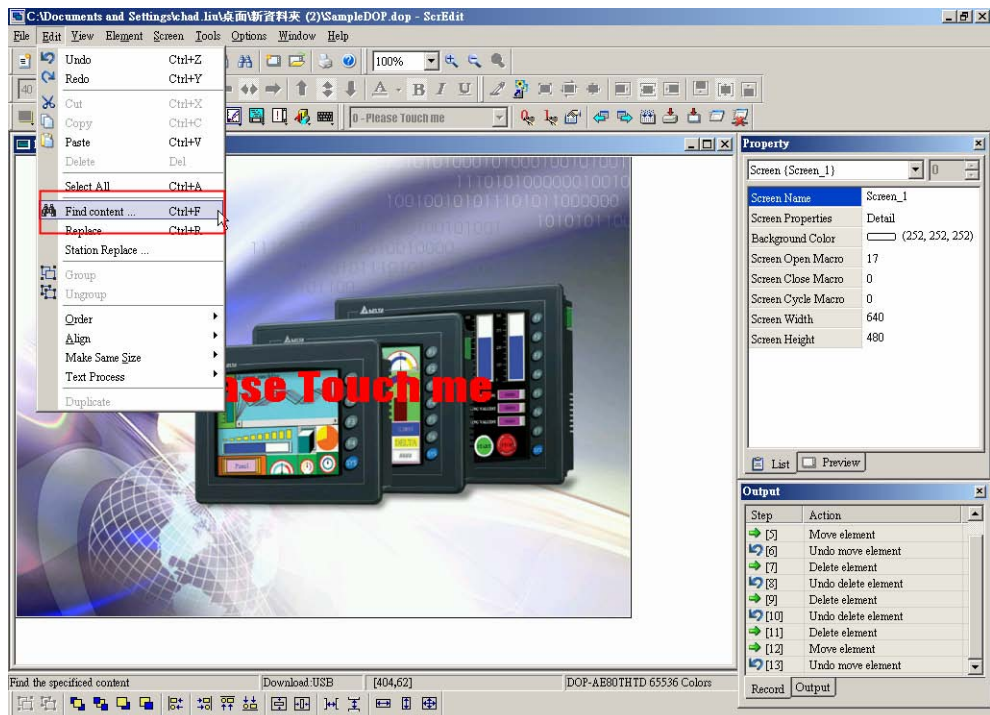 C:\Documents and Settings\chad.liu\桌面\新資料夾 (2)\SampleDOP.dop - ScrEdit
File Edit View Element Screen Tools Options Window Help
100%
40
A B I U
0 - Please Touch me
Undo Ctrl+Z
Redo Ctrl+Y
Cut Ctrl+X
Copy Ctrl+C
Paste Ctrl+V
Delete Del
Select All Ctrl+A
Find content ... Ctrl+F
Replace Ctrl+R
Station Replace ...
Group
Ungroup
Order
Align
Make Same Size
Text Process
Duplicate
ase Touch me
Property
Screen {Screen_1} 0
Screen Name Screen_1
Screen Properties Detail
Background Color (252, 252, 252)
Screen Open Macro 17
Screen Close Macro 0
Screen Cycle Macro 0
Screen Width 640
Screen Height 480
List Preview
Output
Step Action
[5] Move element
[6] Undo move element
[7] Delete element
[8] Undo delete element
[9] Delete element
[10] Undo delete element
[11] Delete element
[12] Move element
[13] Undo move element
Record Output
Find the specificed content Download:USB [404,62] DOP-AE80THTD 65536 Colors